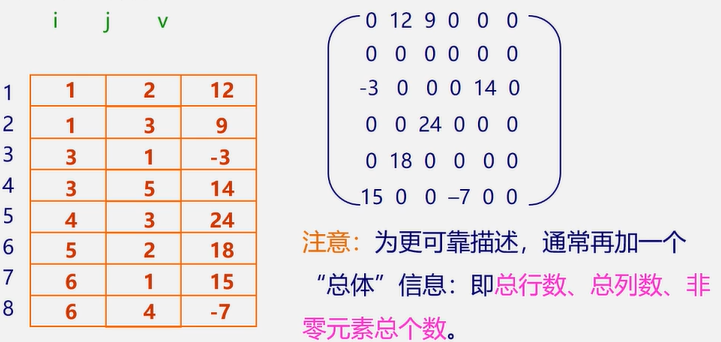 i j v
1 1 2 12
2 1 3 9
3 3 1 -3
4 3 5 14
5 4 3 24
6 5 2 18
7 6 1 15
8 6 4 -7
0 12 9 0 0 0
0 0 0 0 0 0
-3 0 0 0 14 0
0 0 24 0 0 0
0 18 0 0 0 0
15 0 0 –7 0 0
注意：为更可靠描述，通常再加一个
“总体”信息：即总行数、总列数、非
零元素总个数。